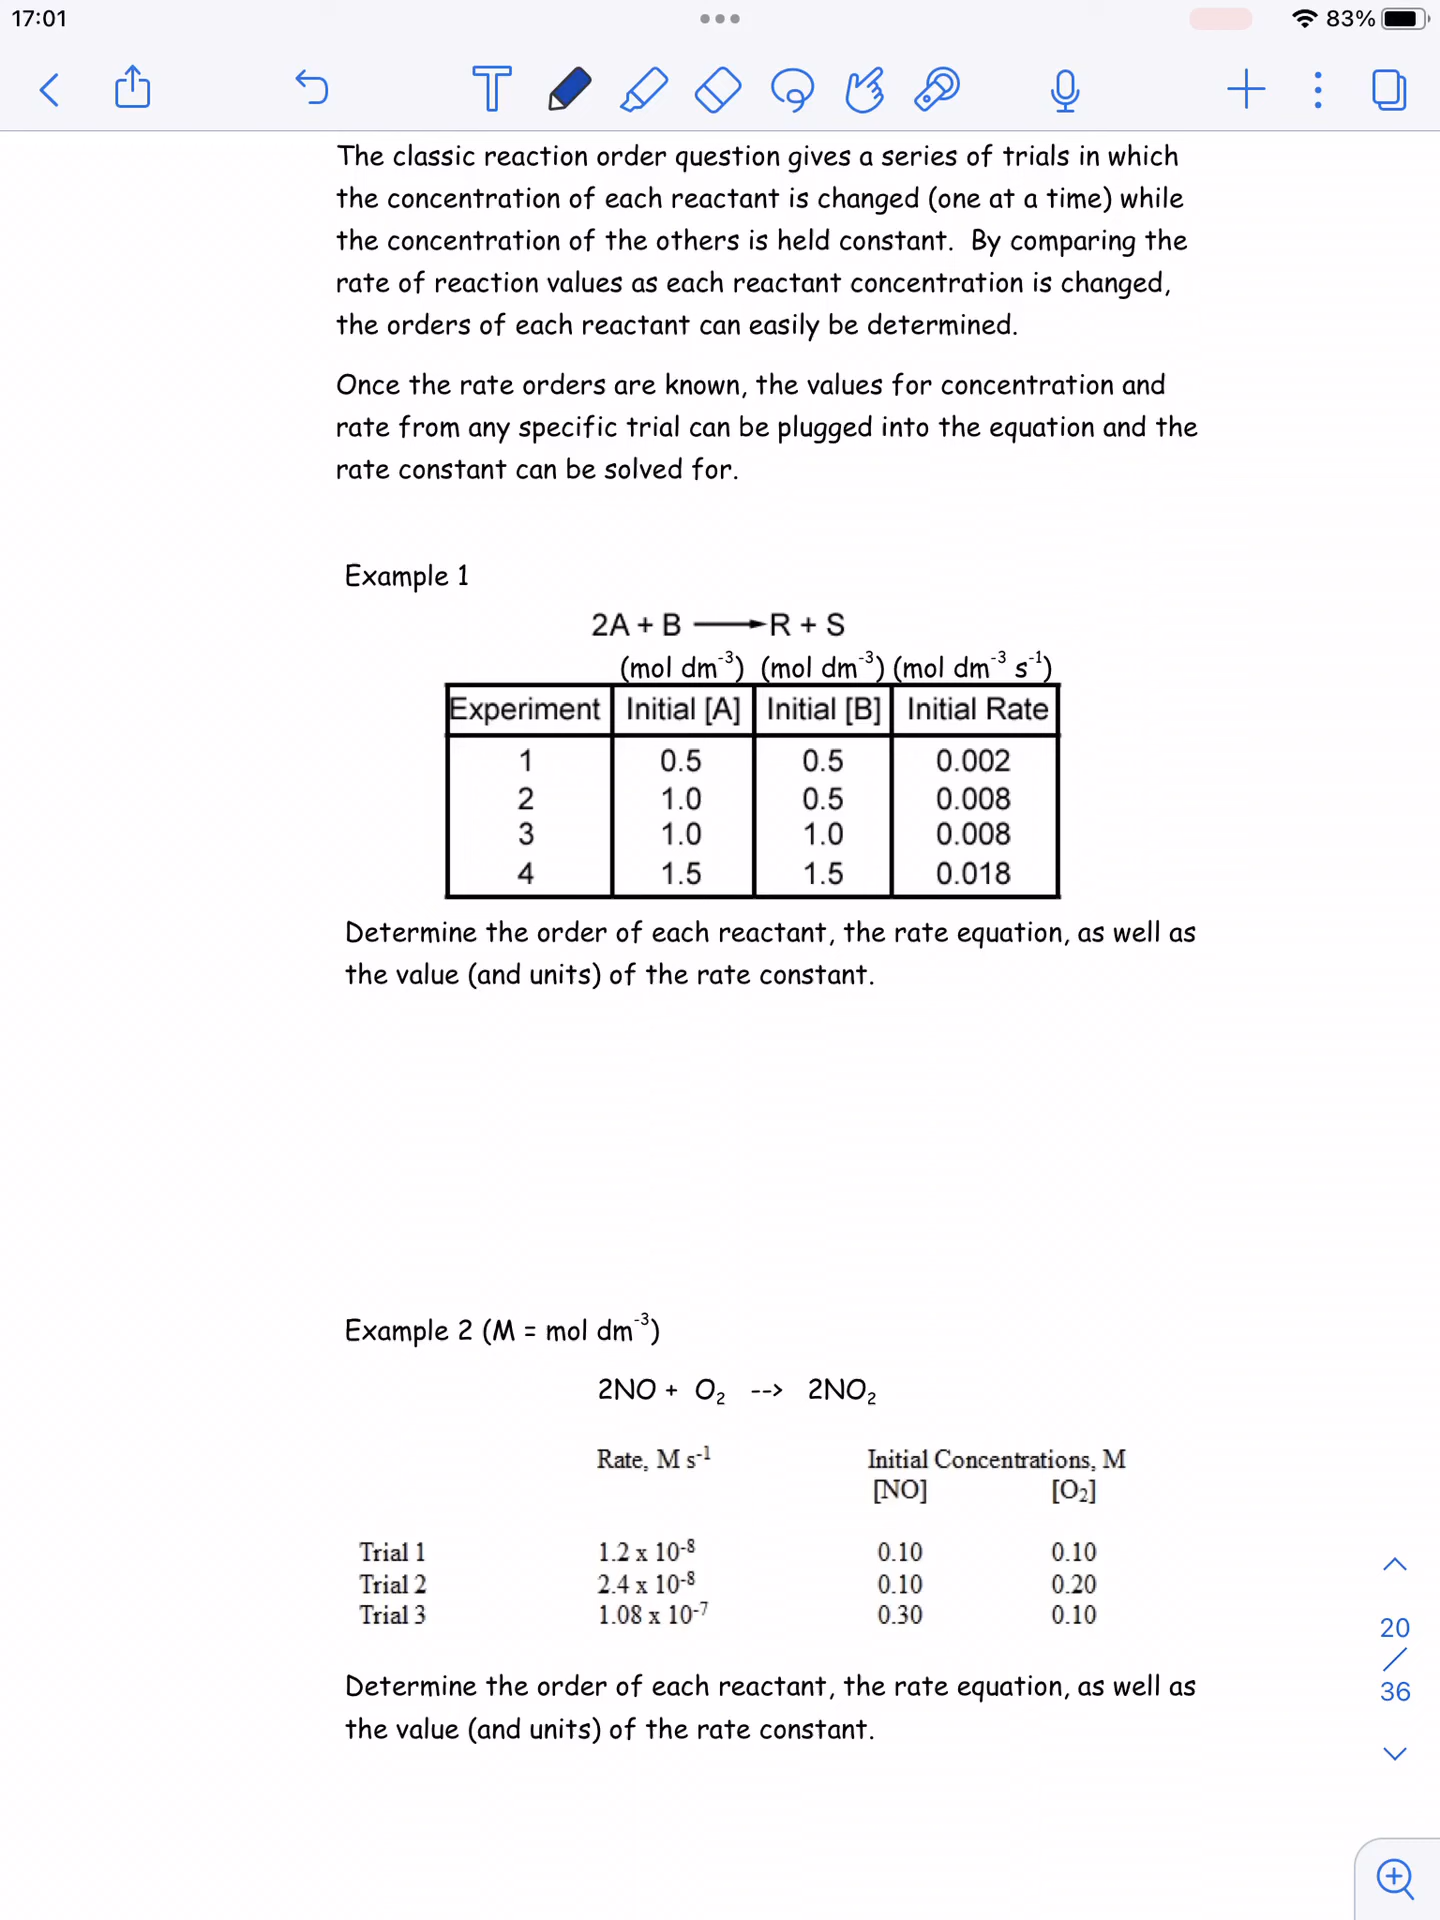 17:01
83%
The classic reaction order question gives a series of trials in which
the concentration of each reactant is changed (one at a time) while
the concentration of the others is held constant. By comparing the
rate of reaction values as each reactant concentration is changed,
the orders of each reactant can easily be determined.
Once the rate orders are known, the values for concentration and
rate from any specific trial can be plugged into the equation and the
rate constant can be solved for.
Example 1
2A + B ⟶ R + S
(mol dm⁻³) (mol dm⁻³) (mol dm⁻³ s⁻¹)
Experiment Initial [A] Initial [B] Initial Rate
1 0.5 0.5 0.002
2 1.0 0.5 0.008
3 1.0 1.0 0.008
4 1.5 1.5 0.018
Determine the order of each reactant, the rate equation, as well as
the value (and units) of the rate constant.
Example 2 (M = mol dm⁻³)
2NO + O₂ --> 2NO₂
Rate, M s⁻¹ Initial Concentrations, M
[NO] [O₂]
Trial 1 1.2 x 10⁻⁸ 0.10 0.10
Trial 2 2.4 x 10⁻⁸ 0.10 0.20
Trial 3 1.08 x 10⁻⁷ 0.30 0.10
Determine the order of each reactant, the rate equation, as well as
the value (and units) of the rate constant.
20
/
36